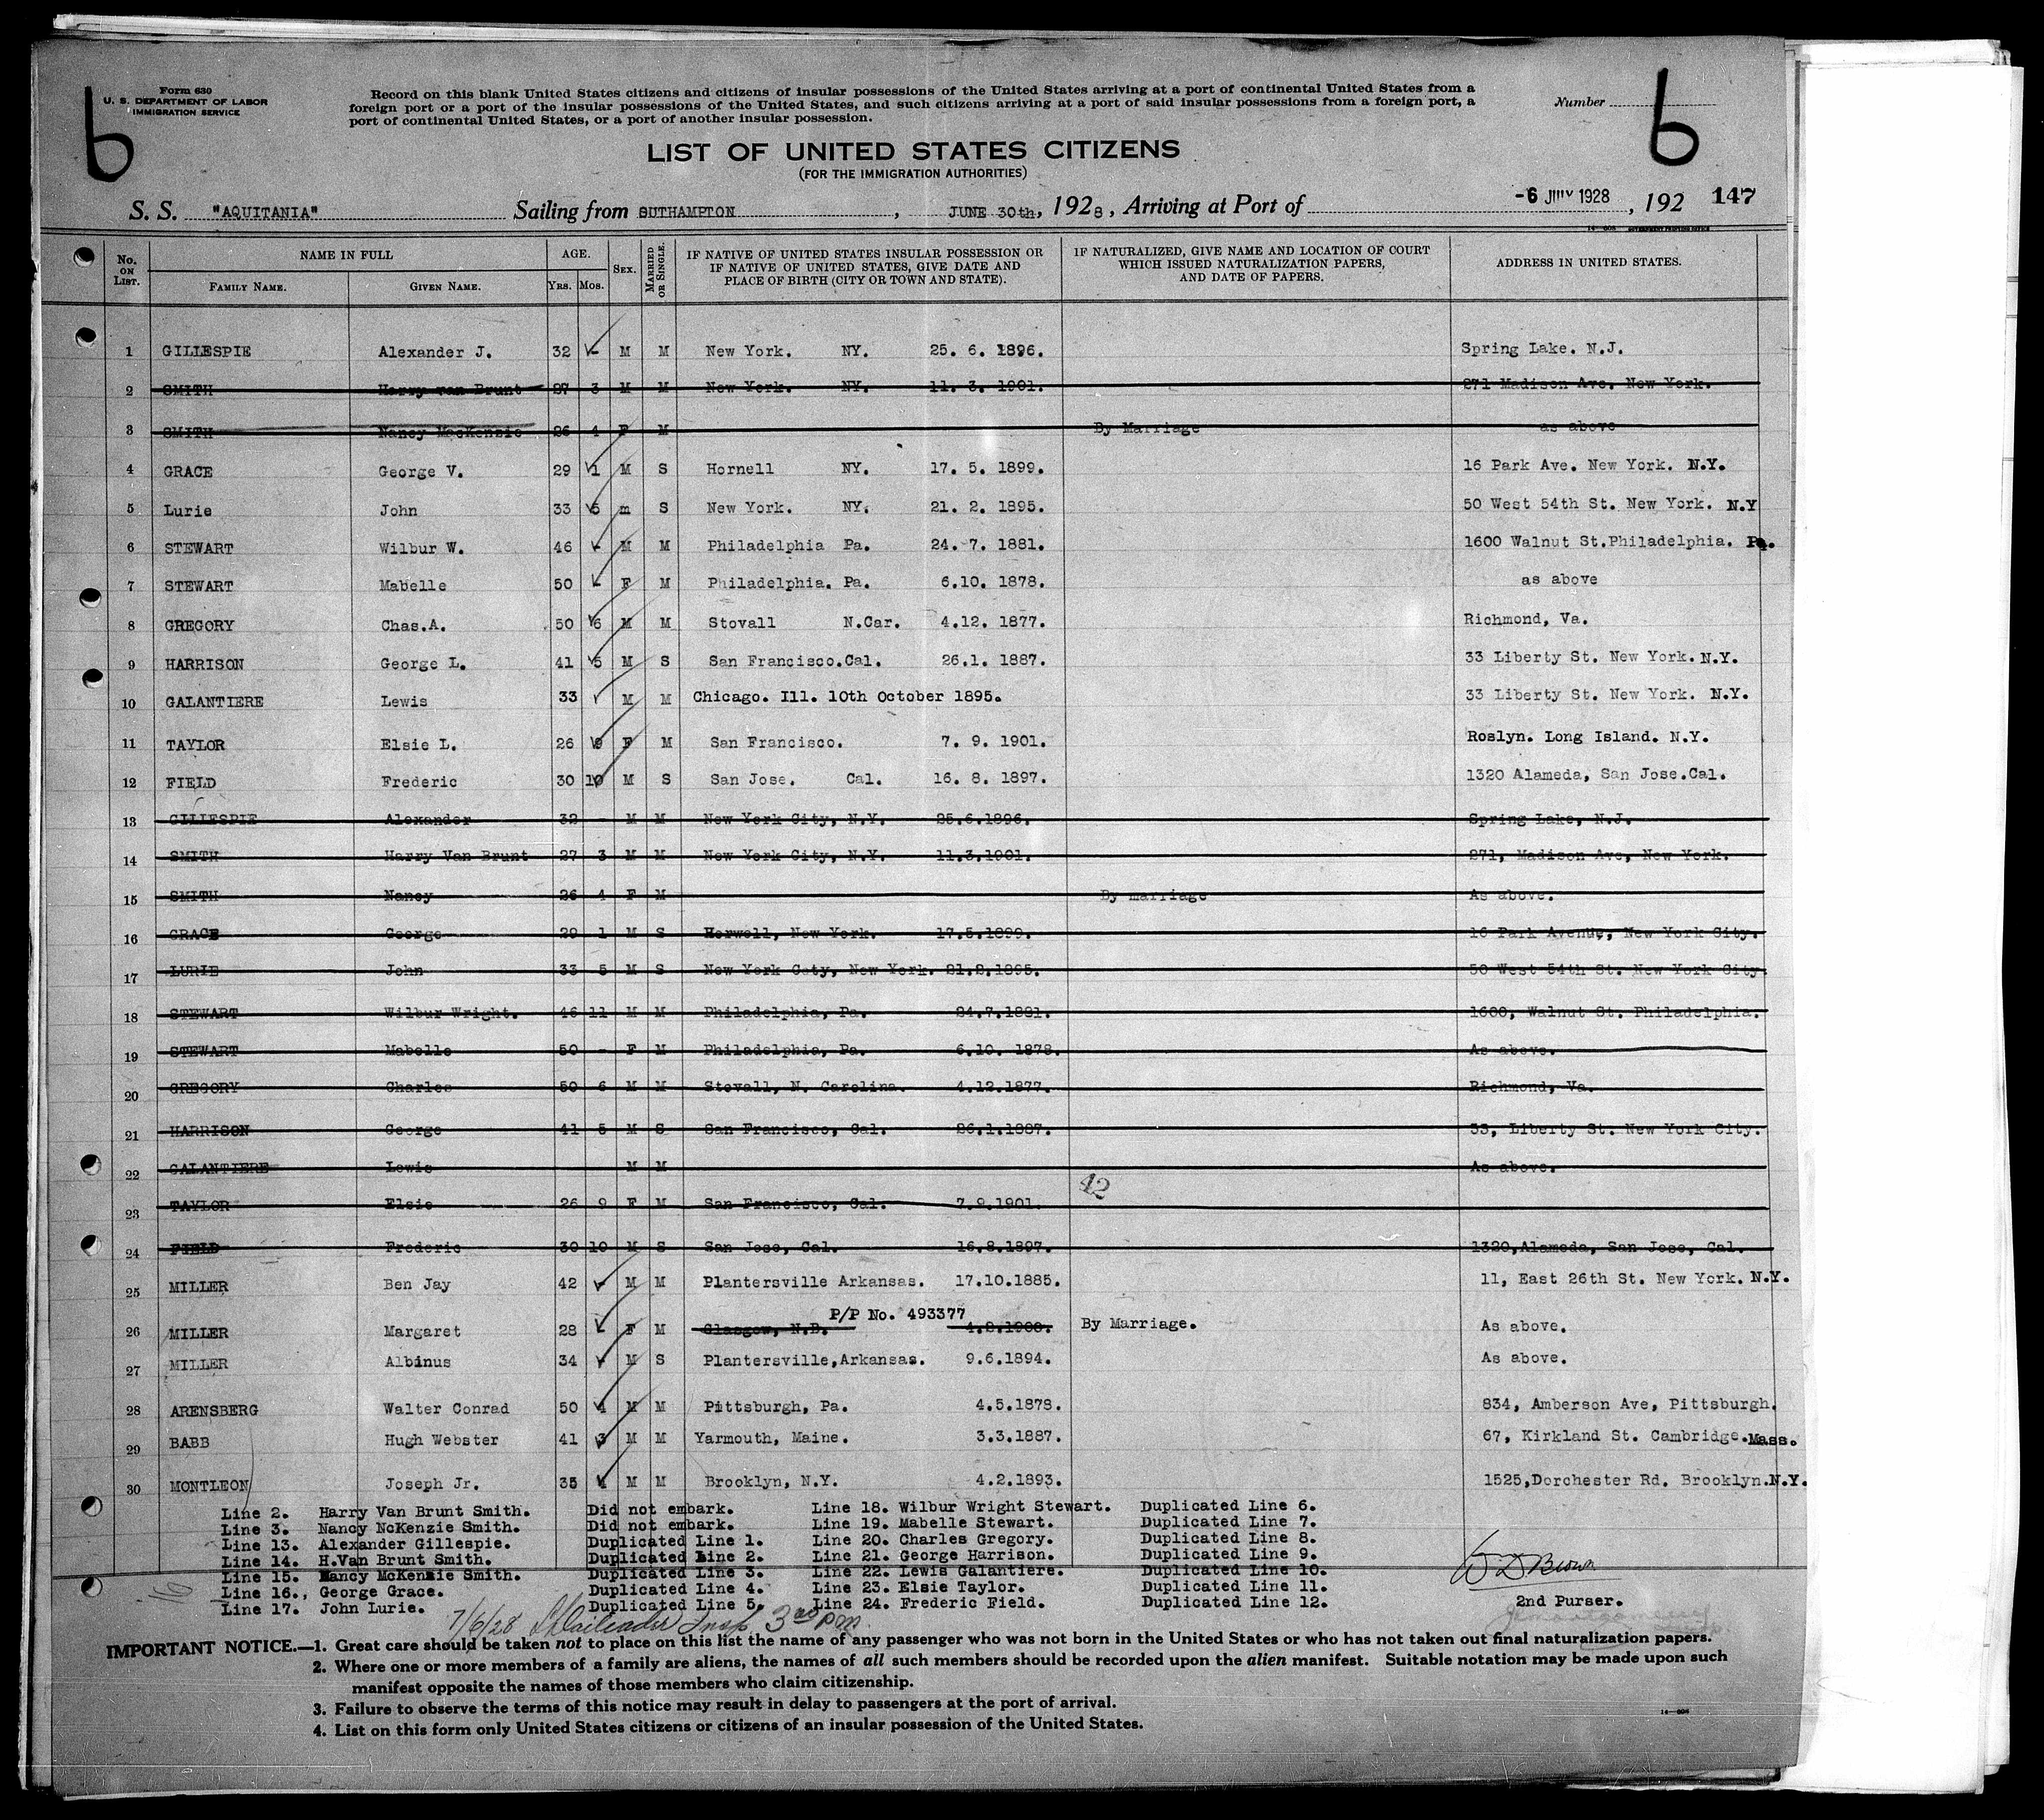 Form 630
U. S. DEPARTMENT OF LABOR
IMMIGRATION SERVICE
b
Record on this blank United States citizens and citizens of insular possessions of the United States arriving at a port of continental United States from a
foreign port or a port of the insular possessions of the United States, and such citizens arriving at a port of said insular possessions from a foreign port, a
port of continental United States, or a port of another insular possession.
Number
b
LIST OF UNITED STATES CITIZENS
(FOR THE IMMIGRATION AUTHORITIES)
S. S. "AQUITANIA" Sailing from OUTHAMPTON, JUNE 30th, 1928, Arriving at Port of -6 1928, 192 147
No. ON LIST. NAME IN FULL FAMILY NAME. GIVEN NAME. AGE. YRS. MOS. SEX. MARRIED OR SINGLE. IF NATIVE OF UNITED STATES INSULAR POSSESSION OR IF NATIVE OF UNITED STATES, GIVE DATE AND PLACE OF BIRTH (CITY OR TOWN AND STATE). IF NATURALIZED, GIVE NAME AND LOCATION OF COURT WHICH ISSUED NATURALIZATION PAPERS, AND DATE OF PAPERS. ADDRESS IN UNITED STATES.
1 GILLESPIE Alexander J. 32 - M M New York. NY. 25. 6. 1896. Spring Lake. N.J.
2 SMITH Harry van Brunt 27 3 M M New York. NY. 11. 3. 1901. 271 Madison Ave. New York.
3 SMITH Nancy MacKenzie 26 4 F M By Marriage as above
4 GRACE George V. 29 1 M S Hornell NY. 17. 5. 1899. 16 Park Ave. New York. N.Y.
5 Lurie John 33 5 m S New York. NY. 21. 2. 1895. 50 West 54th St. New York. N.Y
6 STEWART Wilbur W. 46 - M M Philadelphia Pa. 24. 7. 1881. 1600 Walnut St.Philadelphia. Pa.
7 STEWART Mabelle 50 - F M Philadelphia. Pa. 6.10. 1878. as above
8 GREGORY Chas.A. 50 6 M M Stovall N.Car. 4.12. 1877. Richmond, Va.
9 HARRISON George L. 41 5 M S San Francisco.Cal. 26.1. 1887. 33 Liberty St. New York. N.Y.
10 GALANTIERE Lewis 33 M M Chicago. Ill. 10th October 1895. 33 Liberty St. New York. N.Y.
11 TAYLOR Elsie L. 26 9 F M San Francisco. 7. 9. 1901. Roslyn. Long Island. N.Y.
12 FIELD Frederic 30 10 M S San Jose. Cal. 16. 8. 1897. 1320 Alameda, San Jose.Cal.
13 GILLESPIE Alexander 32 - M M New York City, N.Y. 25.6.1896. Spring Lake, N.J.
14 SMITH Harry Van Brunt 27 3 M M New York City, N.Y. 11.3.1901. 271, Madison Ave, New York.
15 SMITH Nancy 26 4 F M By marriage As above.
16 GRACE George 29 1 M S Horwell, New York. 17.5.1899. 16 Park Avenue, New York City.
17 LURIE John 33 5 M S New York Caty, New York. 21.2.1895. 50 West 54th St. New York City
18 STEWART Wilbur Wright. 46 11 M M Philadelphia, Pa. 24.7.1881. 1600, Walnut St. Philadelphia.
19 STEWART Mabelle 50 - F M Philadelphia, Pa. 6.10. 1878. As above.
20 GREGORY Charles 50 6 M M Stovall, N. Carolina. 4.12.1877. Richmond, Va.
21 HARRISON George 41 5 M S San Francisco, Cal. 26.1.1887. 33, Liberty St. New York City.
22 GALANTIERE Lewis M M As above.
42
23 TAYLOR Elsie 26 9 F M San Francisco, Cal. 7.9.1901.
24 FIELD Frederic 30 10 M S San Jose, Cal. 16.8.1897. 1320,Alameda, San Jose, Cal.
25 MILLER Ben Jay 42 - M M Plantersville Arkansas. 17.10.1885. 11, East 26th St. New York. N.Y.
P/P No. 493377
26 MILLER Margaret 28 - F M Glasgow, N.B. By Marriage. As above.
27 MILLER Albinus 34 - M S Plantersville,Arkansas. 9.6.1894. As above.
28 ARENSBERG Walter Conrad 50 M M Pittsburgh, Pa. 4.5.1878. 834, Amberson Ave, Pittsburgh.
29 BABB Hugh Webster 41 3 M M Yarmouth, Maine. 3.3.1887. 67, Kirkland St. Cambridge.Mass.
30 MONTLEON Joseph Jr. 35 4 M M Brooklyn, N.Y. 4.2.1893. 1525,Dorchester Rd. Brooklyn.N.Y.
Line 2. Harry Van Brunt Smith. Did not embark. Line 18. Wilbur Wright Stewart. Duplicated Line 6.
Line 3. Nancy NcKenzie Smith. Did not embark. Line 19. Mabelle Stewart. Duplicated Line 7.
Line 13. Alexander Gillespie. Duplicated Line 1. Line 20. Charles Gregory. Duplicated Line 8.
Line 14. H.Van Brunt Smith. Duplicated Line 2. Line 21. George Harrison. Duplicated Line 9.
Line 15. Nancy McKenzie Smith. Duplicated Line 3. Line 22. Lewis Galantiere. Duplicated Line 10.
Line 16., George Grace. Duplicated Line 4. Line 23. Elsie Taylor. Duplicated Line 11.
Line 17. John Lurie. Duplicated Line 5. Line 24. Frederic Field. Duplicated Line 12.
W D Brown
2nd Purser.
7/6/28 Insp 3 00 pm
IMPORTANT NOTICE.—1. Great care should be taken not to place on this list the name of any passenger who was not born in the United States or who has not taken out final naturalization papers.
2. Where one or more members of a family are aliens, the names of all such members should be recorded upon the alien manifest. Suitable notation may be made upon such
manifest opposite the names of those members who claim citizenship.
3. Failure to observe the terms of this notice may result in delay to passengers at the port of arrival.
4. List on this form only United States citizens or citizens of an insular possession of the United States.